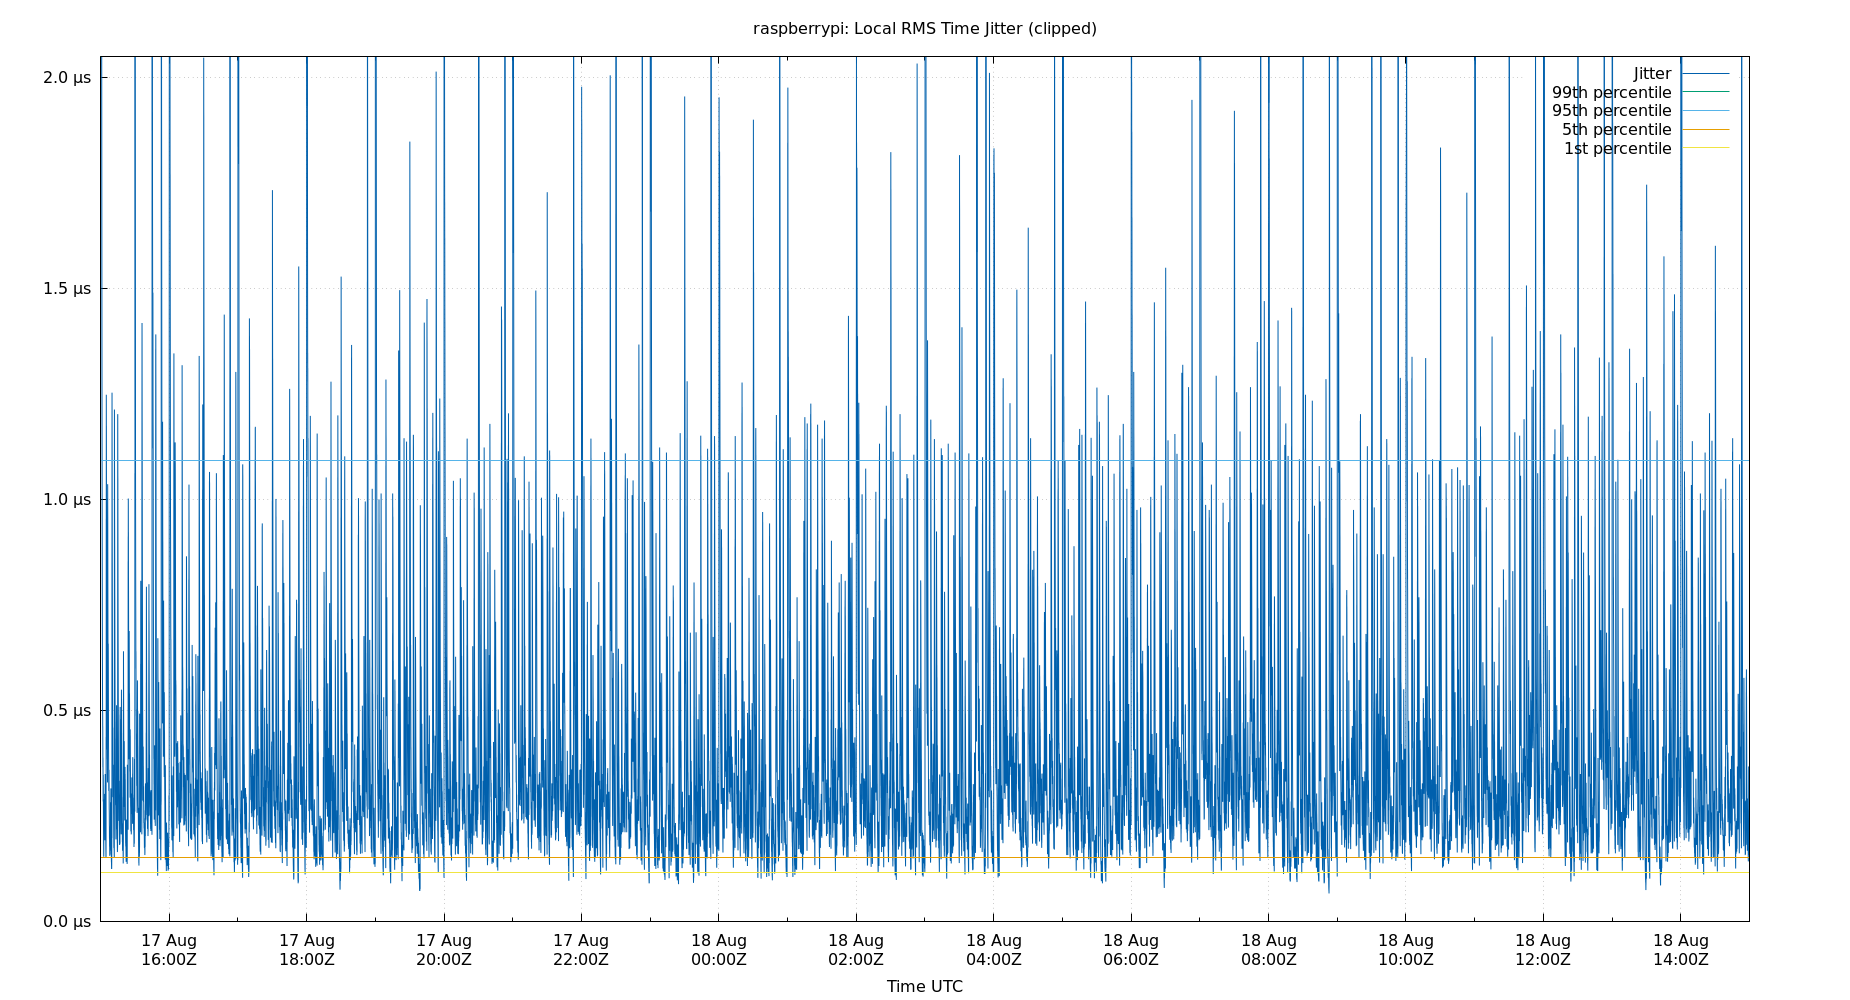 raspberrypi: Local RMS Time Jitter (clipped)
2.0 µs
1.5 µs
1.0 µs
0.5 µs
0.0 µs
Jitter
99th percentile
95th percentile
5th percentile
1st percentile
17 Aug 17 Aug 17 Aug 17 Aug 18 Aug 18 Aug 18 Aug 18 Aug 18 Aug 18 Aug 18 Aug 18 Aug
16:00Z 18:00Z 20:00Z 22:00Z 00:00Z 02:00Z 04:00Z 06:00Z 08:00Z 10:00Z 12:00Z 14:00Z
Time UTC